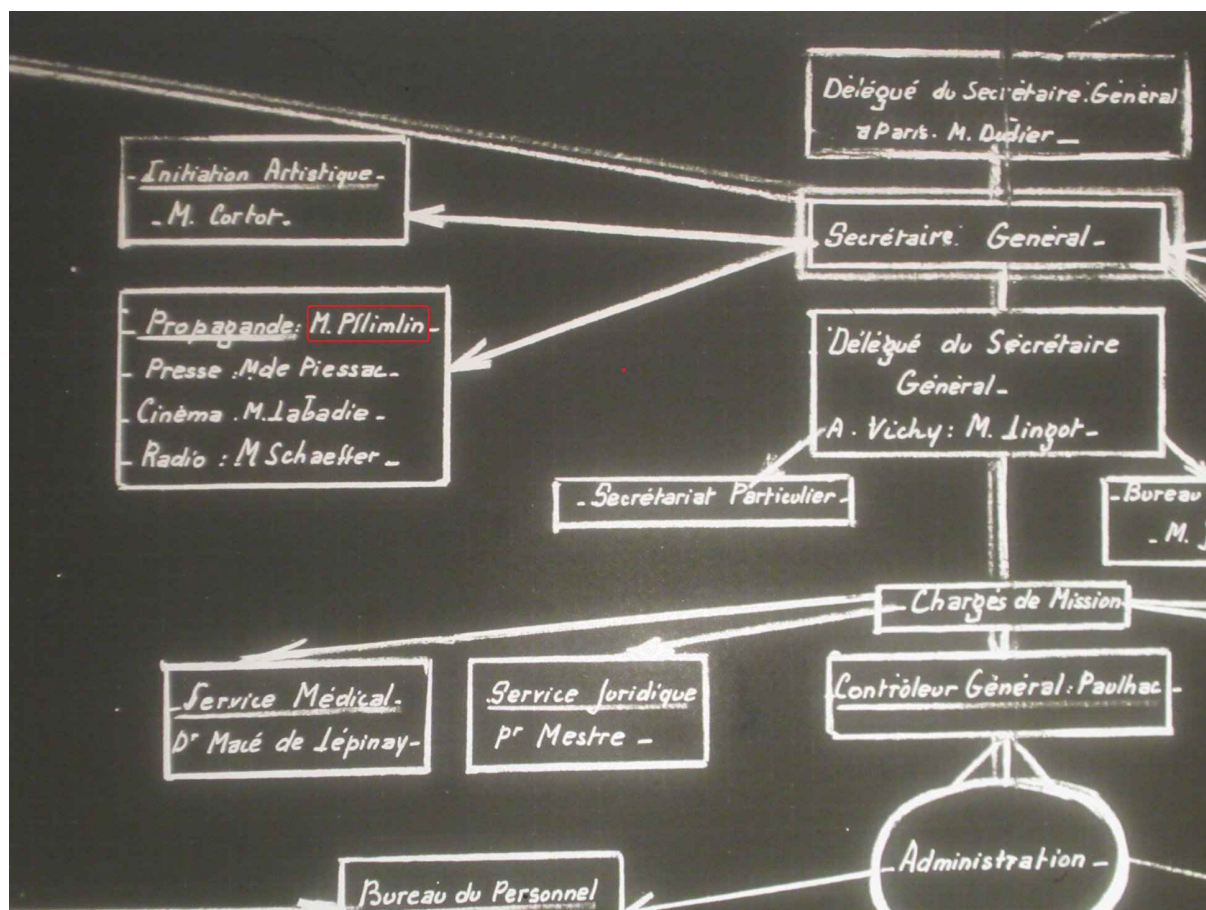 Délégué du Secrétaire Général
a Paris. M. Didier _
- Initiation Artistique -
- M. Cortot -
Secrétaire Général -
- Propagande: M. Pflimlin -
- Presse : M de Piessac -
- Cinéma . M. Labadie -
- Radio : M Schaeffer -
Délégué du Secrétaire
Général -
A. Vichy: M. Lingot -
- Secrétariat Particulier -
- Bureau
- M.
- Chargés de Mission
- Service Médical -
Dr Macé de Lépinay -
Service Juridique
pr Mestre -
Contrôleur Général : Paulhac -
- Administration -
Bureau du Personnel